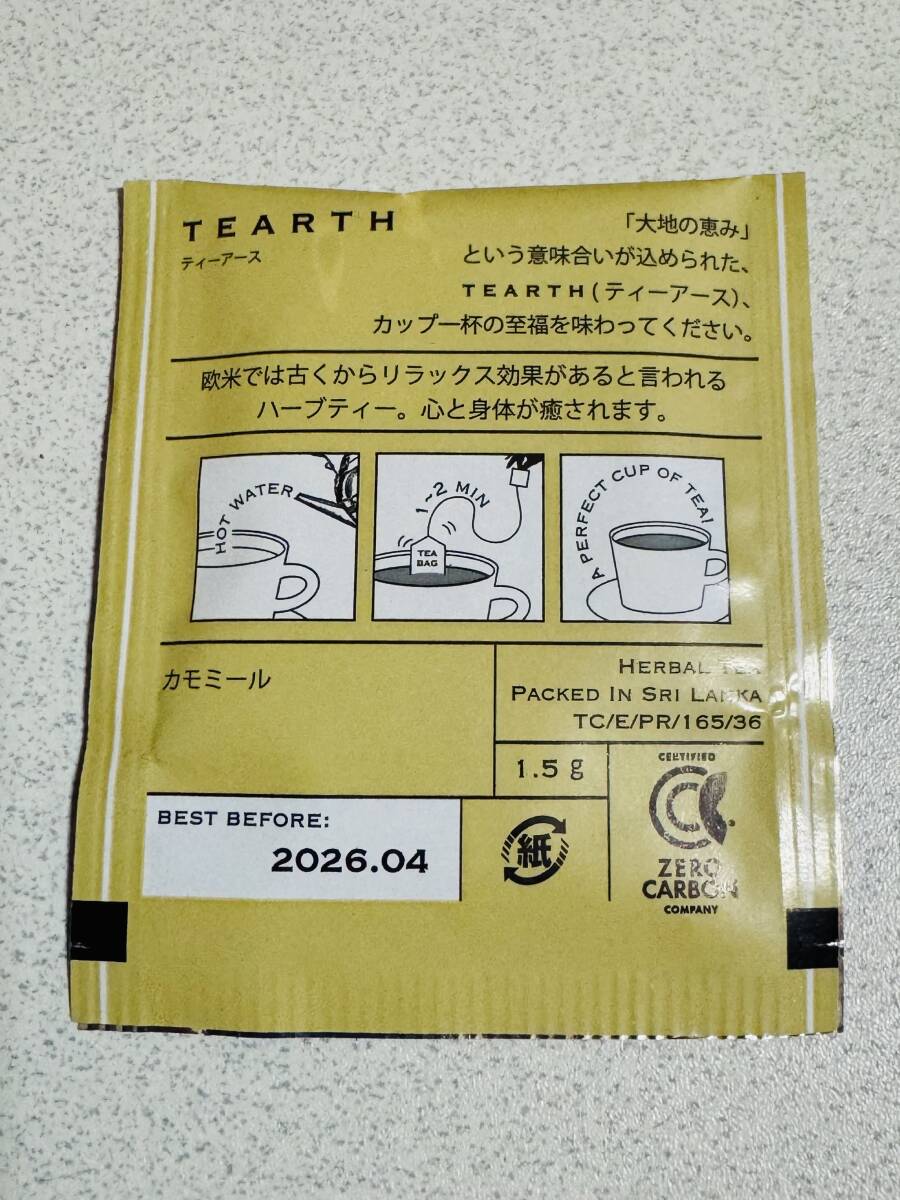 TEARTH
ティーアース
「大地の恵み」
という意味合いが込められた、
TEARTH(ティーアース)、
カップ一杯の至福を味わってください。
欧米では古くからリラックス効果があると言われる
ハーブティー。心と身体が癒されます。
HOT WATER
1~2 MIN
TEA
BAG
A PERFECT CUP OF TEA!
カモミール
HERBAL TEA
PACKED IN SRI LANKA
TC/E/PR/165/36
1.5 g
BEST BEFORE:
2026.04
紙
CERTIFIED
ZERO
CARBON
COMPANY